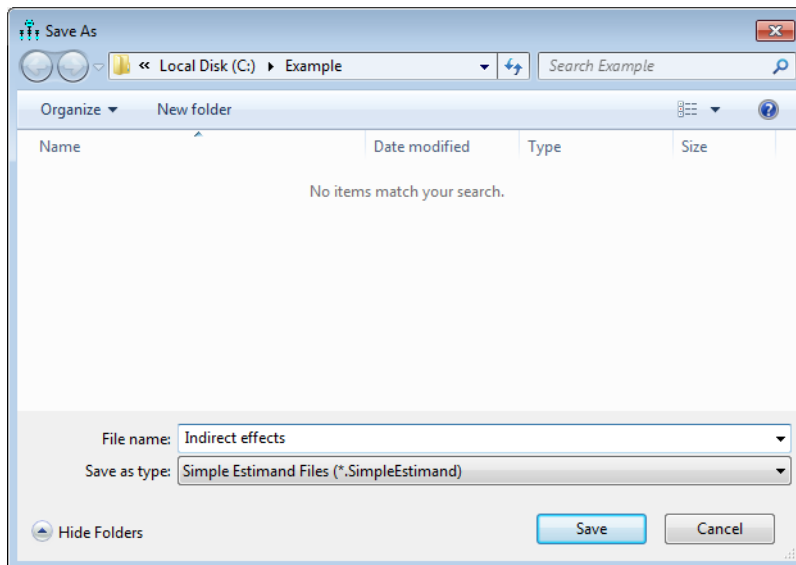 Save As
« Local Disk (C:) Example Search Example
Organize New folder
Name Date modified Type Size
No items match your search.
File name: Indirect effects
Save as type: Simple Estimand Files (*.SimpleEstimand)
Hide Folders Save Cancel